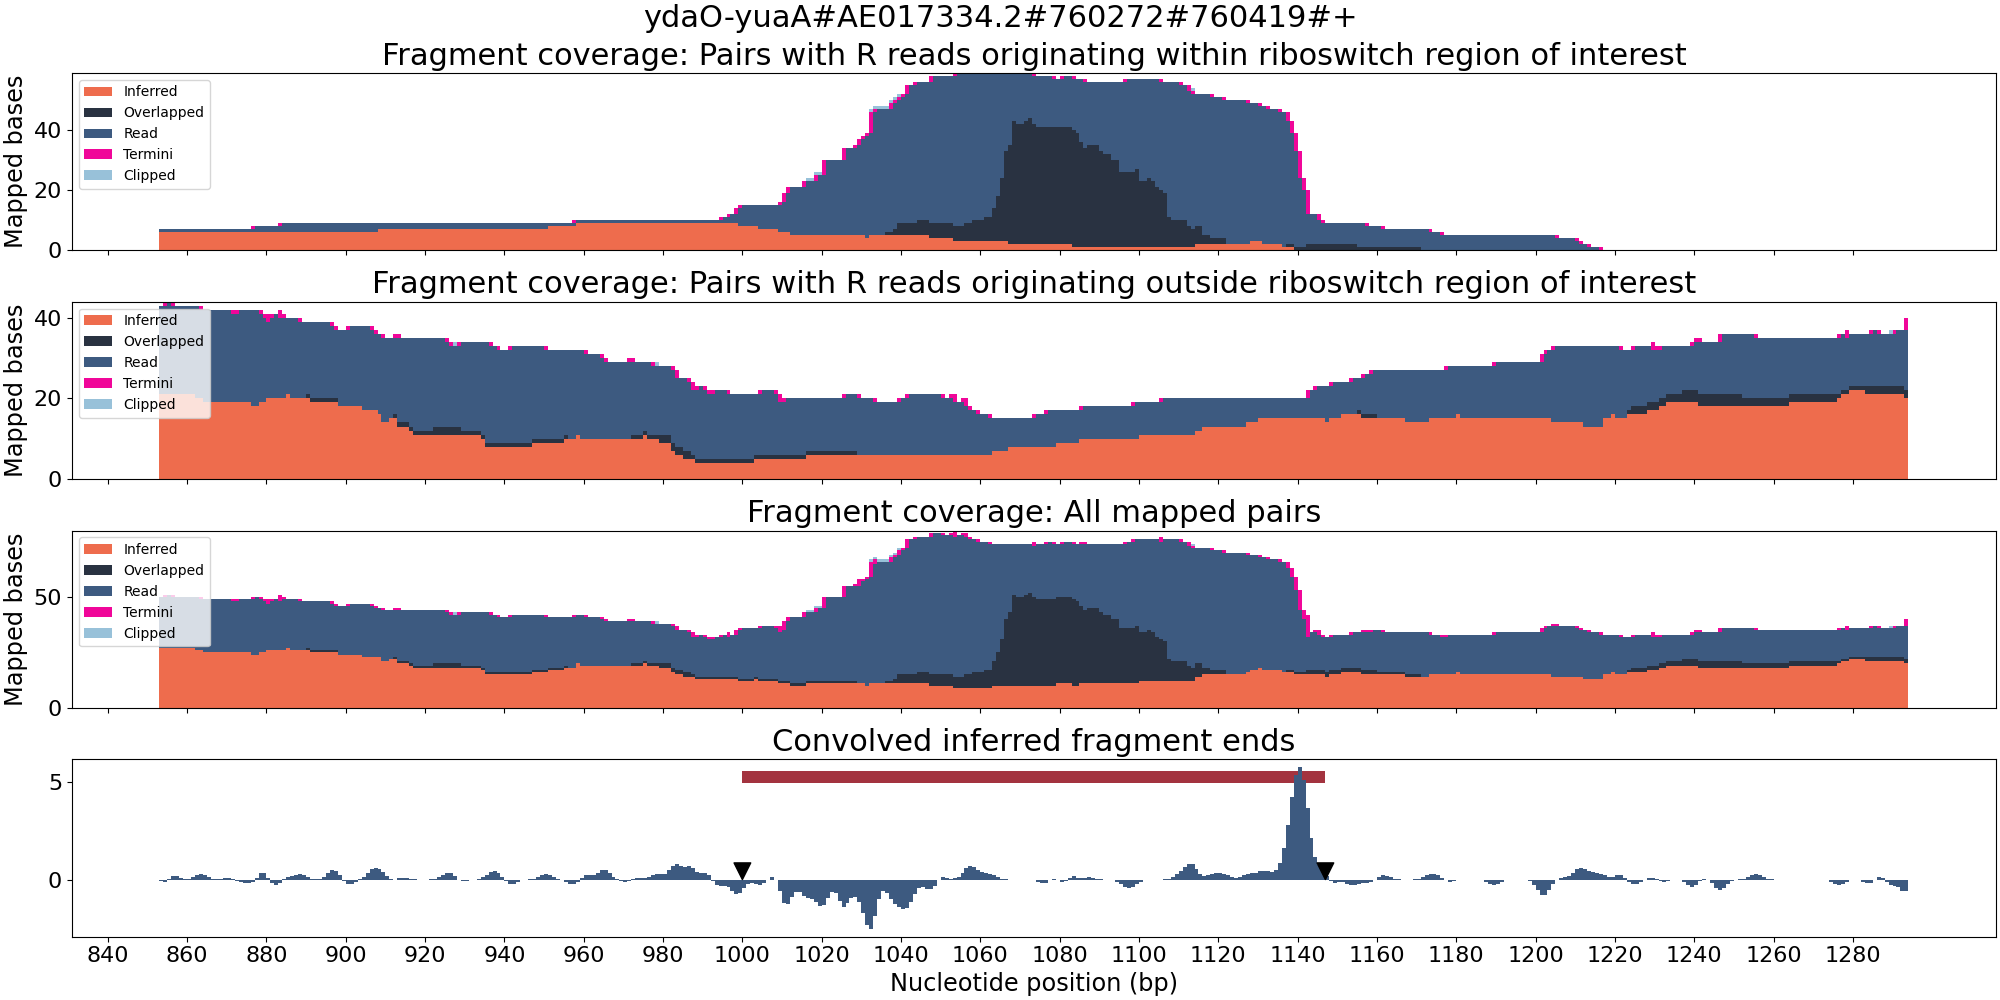 ydaO-yuaA#AE017334.2#760272#760419#+
Fragment coverage: Pairs with R reads originating within riboswitch region of interest
Mapped bases
40
20
0
Inferred
Overlapped
Read
Termini
Clipped
Fragment coverage: Pairs with R reads originating outside riboswitch region of interest
Mapped bases
40
20
0
Inferred
Overlapped
Read
Termini
Clipped
Fragment coverage: All mapped pairs
Mapped bases
50
0
Inferred
Overlapped
Read
Termini
Clipped
Convolved inferred fragment ends
5
0
840 860 880 900 920 940 960 980 1000 1020 1040 1060 1080 1100 1120 1140 1160 1180 1200 1220 1240 1260 1280
Nucleotide position (bp)